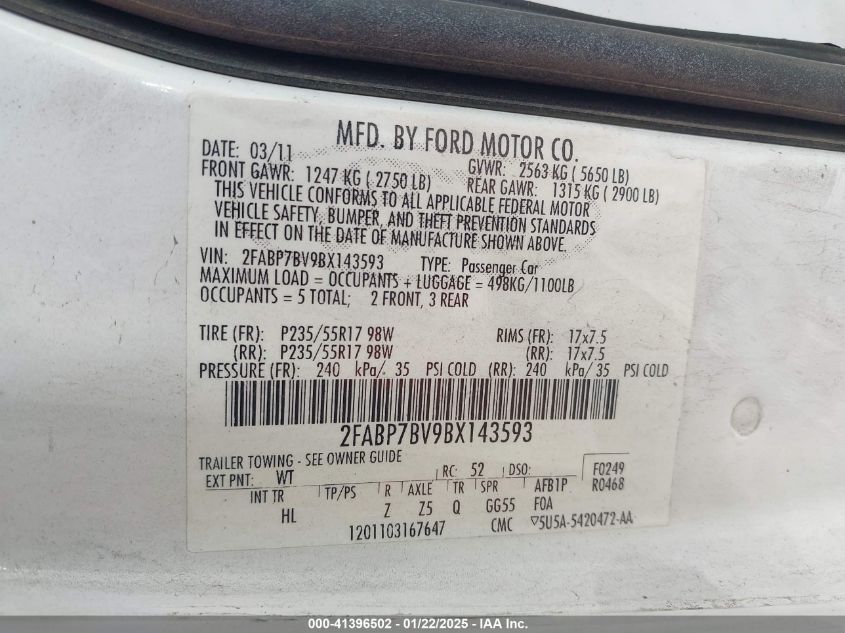 MFD. BY FORD MOTOR CO.
DATE: 03/11 GVWR: 2563 KG ( 5650 LB)
FRONT GAWR: 1247 KG ( 2750 LB) REAR GAWR: 1315 KG ( 2900 LB)
THIS VEHICLE CONFORMS TO ALL APPLICABLE FEDERAL MOTOR
VEHICLE SAFETY, BUMPER, AND THEFT PREVENTION STANDARDS
IN EFFECT ON THE DATE OF MANUFACTURE SHOWN ABOVE.
VIN: 2FABP7BV9BX143593 TYPE: Passenger Car
MAXIMUM LOAD = OCCUPANTS + LUGGAGE = 498KG/1100LB
OCCUPANTS = 5 TOTAL; 2 FRONT, 3 REAR
TIRE (FR): P235/55R17 98W RIMS (FR): 17x7.5
(RR): P235/55R17 98W (RR): 17x7.5
PRESSURE (FR): 240 kPa/ 35 PSI COLD (RR): 240 kPa/ 35 PSI COLD
2FABP7BV9BX143593
TRAILER TOWING - SEE OWNER GUIDE
EXT PNT: WT RC: 52 DSO: F0249
INT TR TP/PS R AXLE TR SPR AFB1P R0468
HL Z Z5 Q GG55 FOA
1201103167647 CMC ▽5U5A-5420472-AA
000-41396502 - 01/22/2025 - IAA Inc.